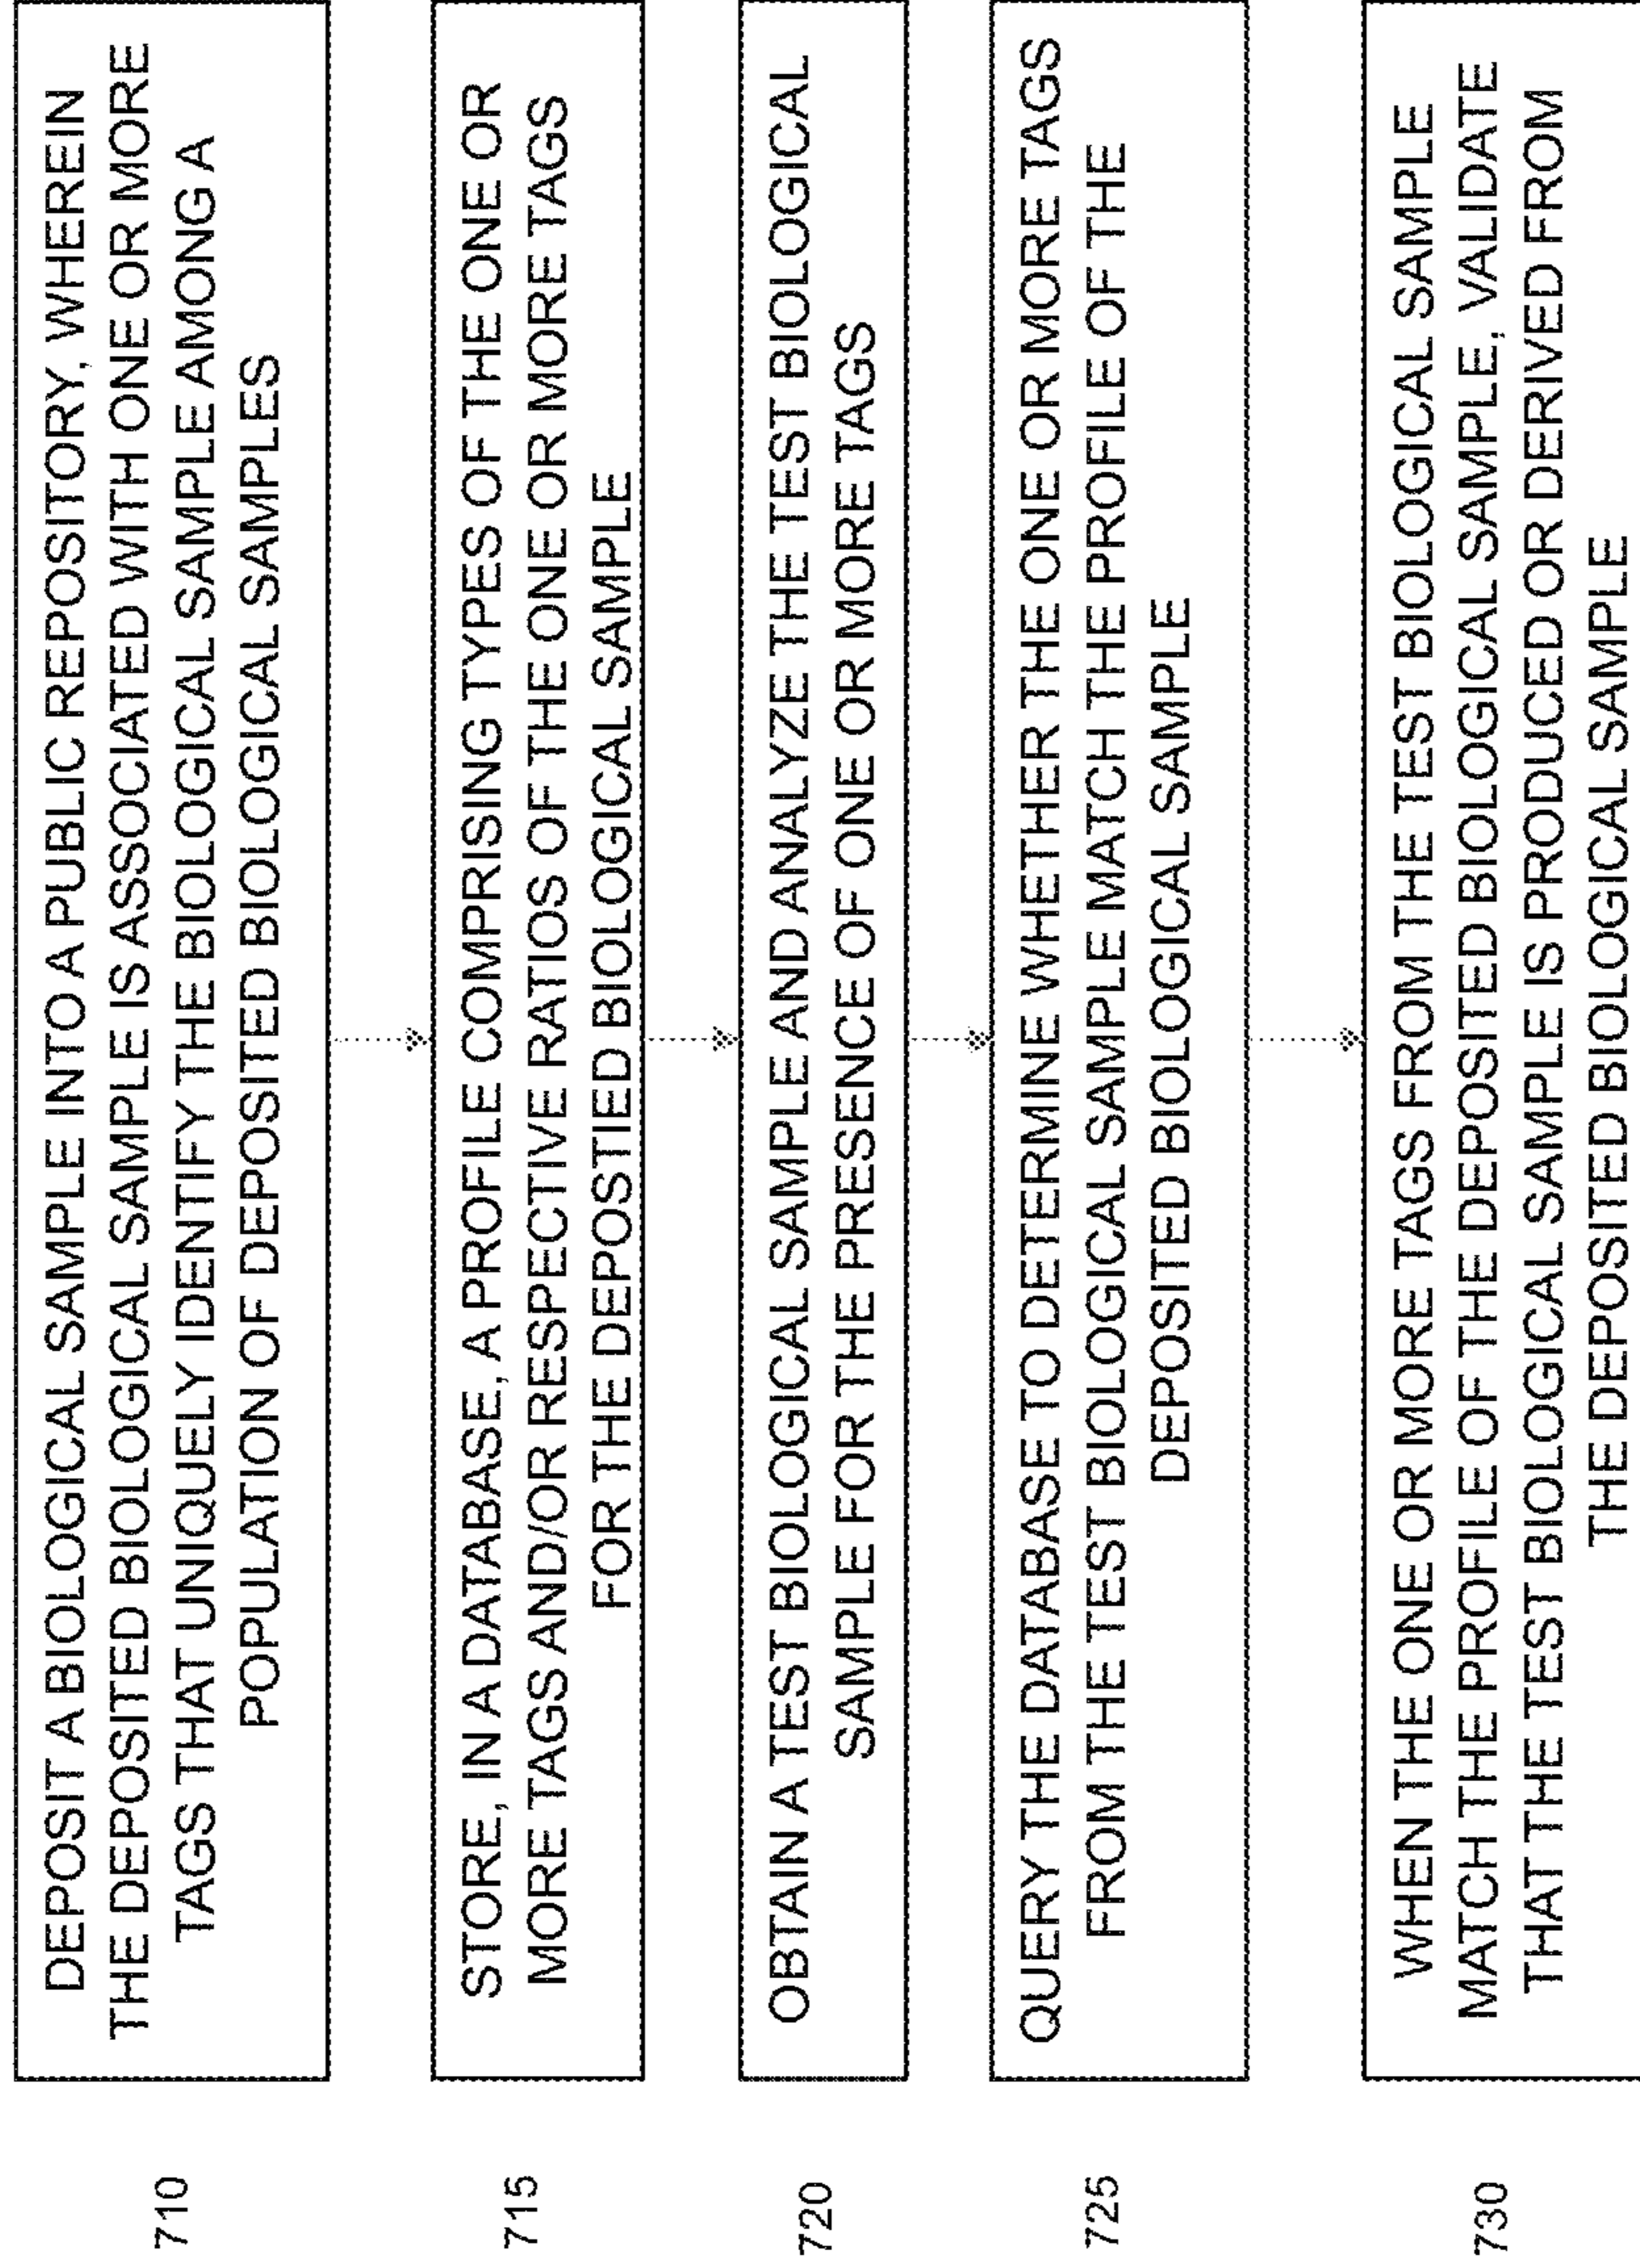 710
DEPOSIT A BIOLOGICAL SAMPLE INTO A PUBLIC REPOSITORY, WHEREIN
THE DEPOSITED BIOLOGICAL SAMPLE IS ASSOCIATED WITH ONE OR MORE
TAGS THAT UNIQUELY IDENTIFY THE BIOLOGICAL SAMPLE AMONG A
POPULATION OF DEPOSITED BIOLOGICAL SAMPLES
715
STORE, IN A DATABASE, A PROFILE COMPRISING TYPES OF THE ONE OR
MORE TAGS AND/OR RESPECTIVE RATIOS OF THE ONE OR MORE TAGS
FOR THE DEPOSTIED BIOLOGICAL SAMPLE
720
OBTAIN A TEST BIOLOGICAL SAMPLE AND ANALYZE THE TEST BIOLOGICAL
SAMPLE FOR THE PRESENCE OF ONE OR MORE TAGS
725
QUERY THE DATABASE TO DETERMINE WHETHER THE ONE OR MORE TAGS
FROM THE TEST BIOLOGICAL SAMPLE MATCH THE PROFILE OF THE
DEPOSITED BIOLOGICAL SAMPLE
730
WHEN THE ONE OR MORE TAGS FROM THE TEST BIOLOGICAL SAMPLE
MATCH THE PROFILE OF THE DEPOSITED BIOLOGICAL SAMPLE, VALIDATE
THAT THE TEST BIOLOGICAL SAMPLE IS PRODUCED OR DERIVED FROM
THE DEPOSITED BIOLOGICAL SAMPLE